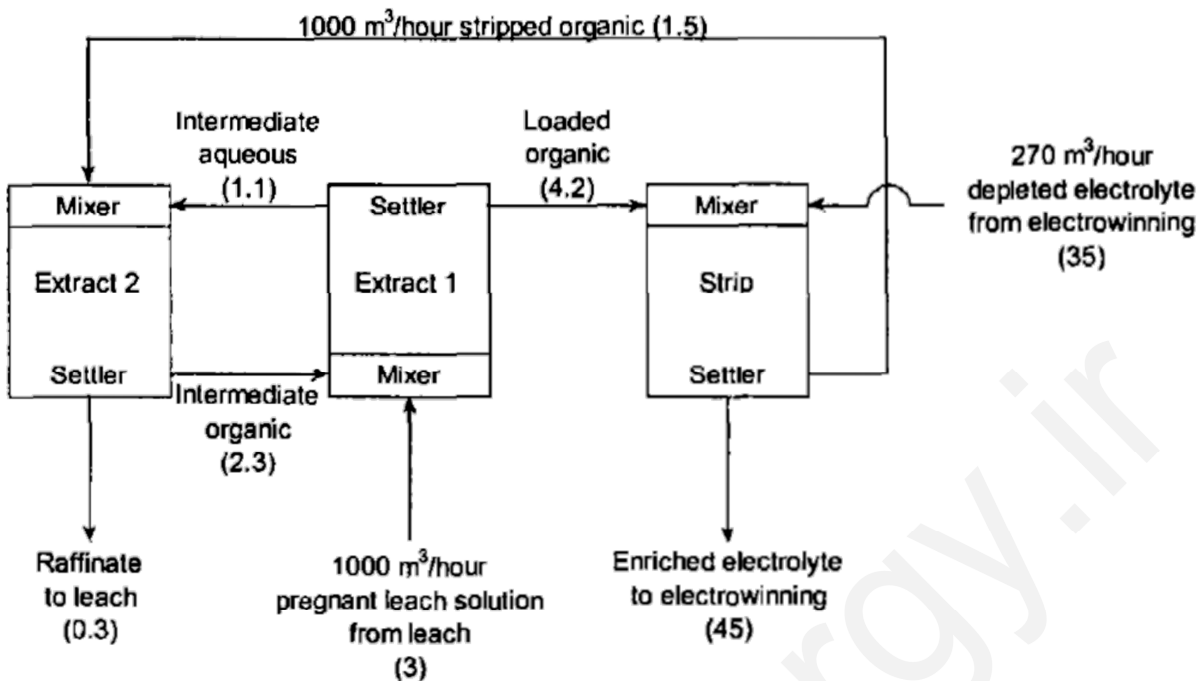 1000 m³/hour stripped organic (1.5)
Intermediate
aqueous
(1.1)
Loaded
organic
(4.2)
270 m³/hour
depleted electrolyte
from electrowinning
(35)
Mixer
Extract 2
Settler
Settler
Extract 1
Mixer
Mixer
Strip
Settler
Intermediate
organic
(2.3)
Raffinate
to leach
(0.3)
1000 m³/hour
pregnant leach solution
from leach
(3)
Enriched electrolyte
to electrowinning
(45)
rgy.ir